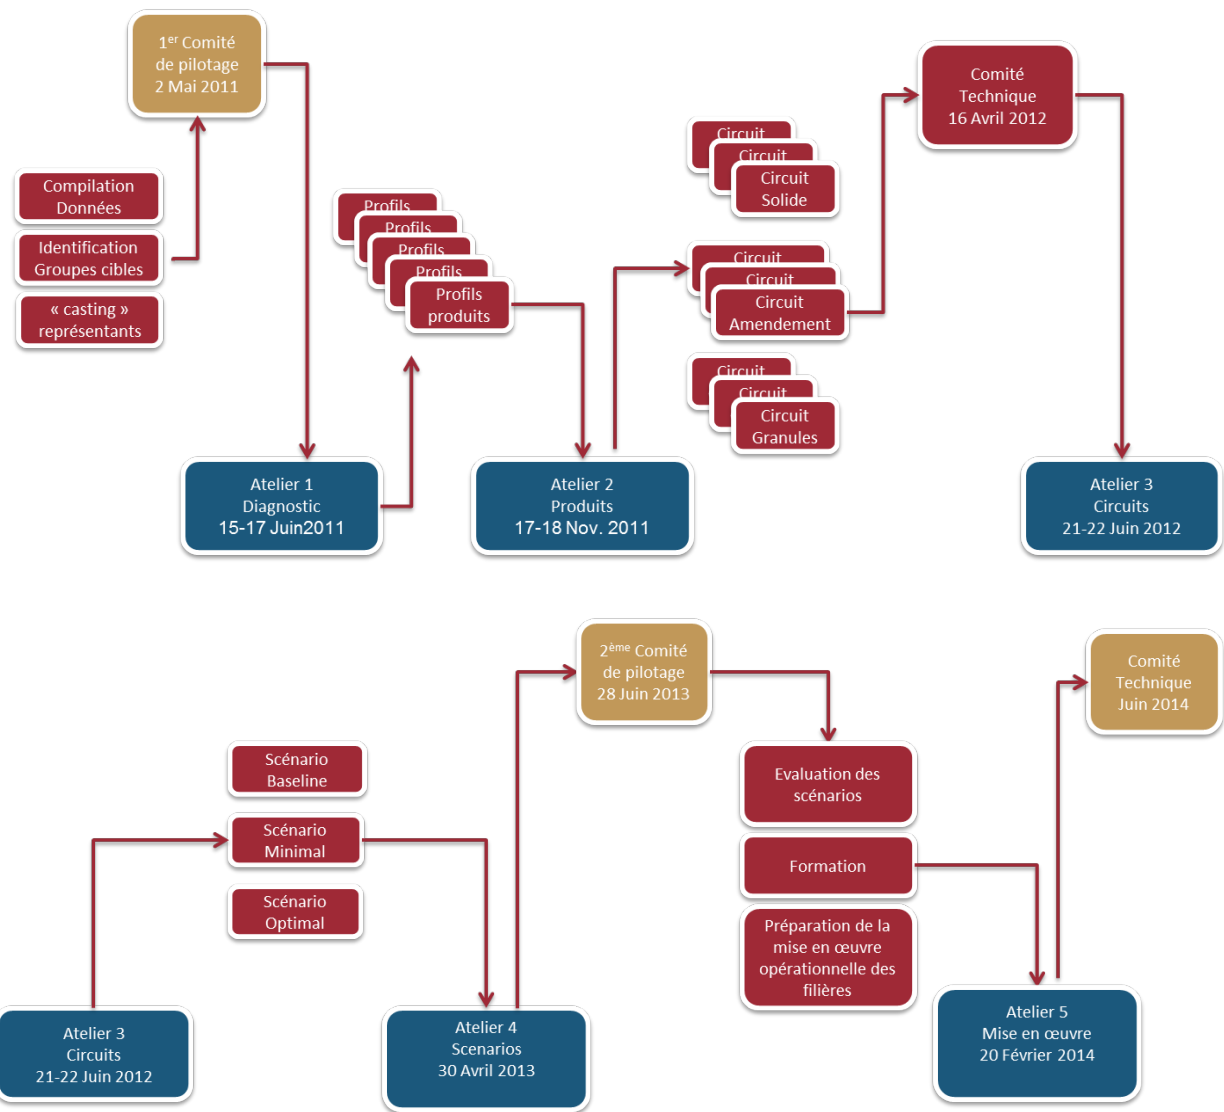 1er Comité
de pilotage
2 Mai 2011
Compilation
Données
Identification
Groupes cibles
« casting »
représentants
Profils
Profils
Profils
Profils
Profils
produits
Circuit
Circuit
Circuit
Solide
Circuit
Circuit
Circuit
Amendement
Circuit
Circuit
Circuit
Granules
Comité
Technique
16 Avril 2012
Atelier 1
Diagnostic
15-17 Juin2011
Atelier 2
Produits
17-18 Nov. 2011
Atelier 3
Circuits
21-22 Juin 2012
2ème Comité
de pilotage
28 Juin 2013
Comité
Technique
Juin 2014
Scénario
Baseline
Scénario
Minimal
Scénario
Optimal
Evaluation des
scénarios
Formation
Préparation de la
mise en œuvre
opérationnelle des
filières
Atelier 3
Circuits
21-22 Juin 2012
Atelier 4
Scenarios
30 Avril 2013
Atelier 5
Mise en œuvre
20 Février 2014